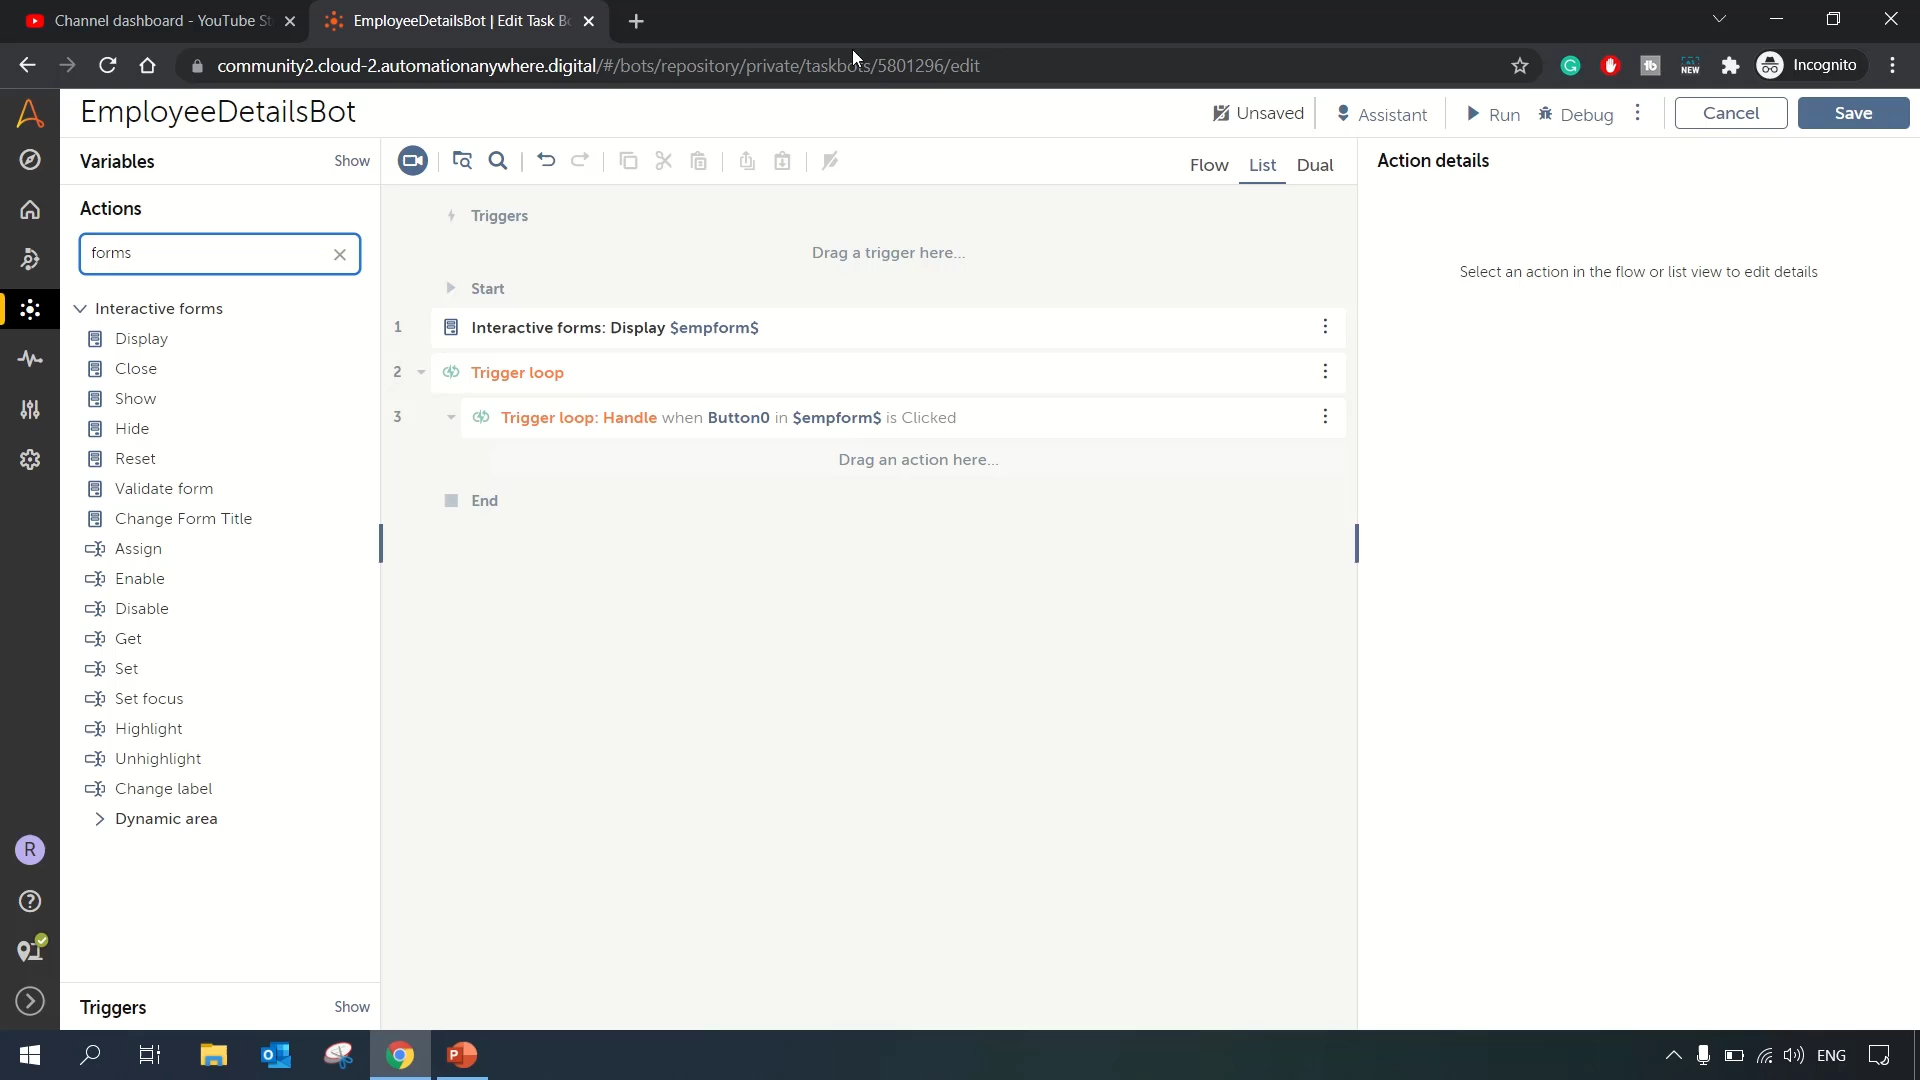 Channel dashboard - YouTube St
EmployeeDetailsBot | Edit Task Bo
community2.cloud-2.automationanywhere.digital/#/bots/repository/private/taskbots/5801296/edit
Incognito
EmployeeDetailsBot
Unsaved
Assistant
Run
Debug
Cancel
Save
Variables
Show
Flow
List
Dual
Action details
Actions
forms
Select an action in the flow or list view to edit details
Interactive forms
Display
Close
Show
Hide
Reset
Validate form
Change Form Title
Assign
Enable
Disable
Get
Set
Set focus
Highlight
Unhighlight
Change label
Dynamic area
Triggers
Drag a trigger here...
Start
1 Interactive forms: Display $empform$
2 Trigger loop
3 Trigger loop: Handle when Button0 in $empform$ is Clicked
Drag an action here...
End
R
Triggers
Show
ENG